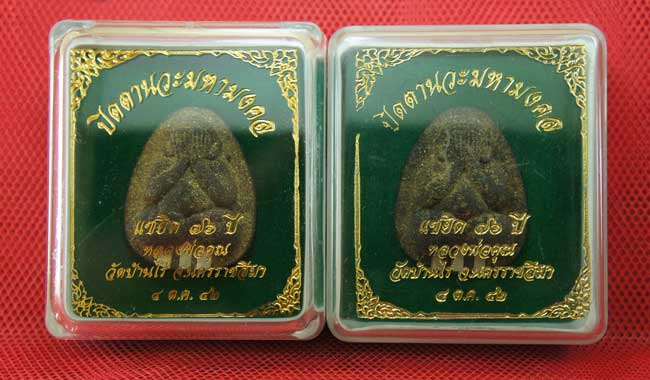 ปิดตานวะมหามงคล
แซยิด ๗๖ ปี
หลวงพ่อคูณ
วัดบ้านไร่ จ.นครราชสีมา
๔ ต.ค. ๔๒
ปิดตานวะมหามงคล
แซยิด ๗๖ ปี
หลวงพ่อคูณ
วัดบ้านไร่ จ.นครราชสีมา
๔ ต.ค. ๔๒